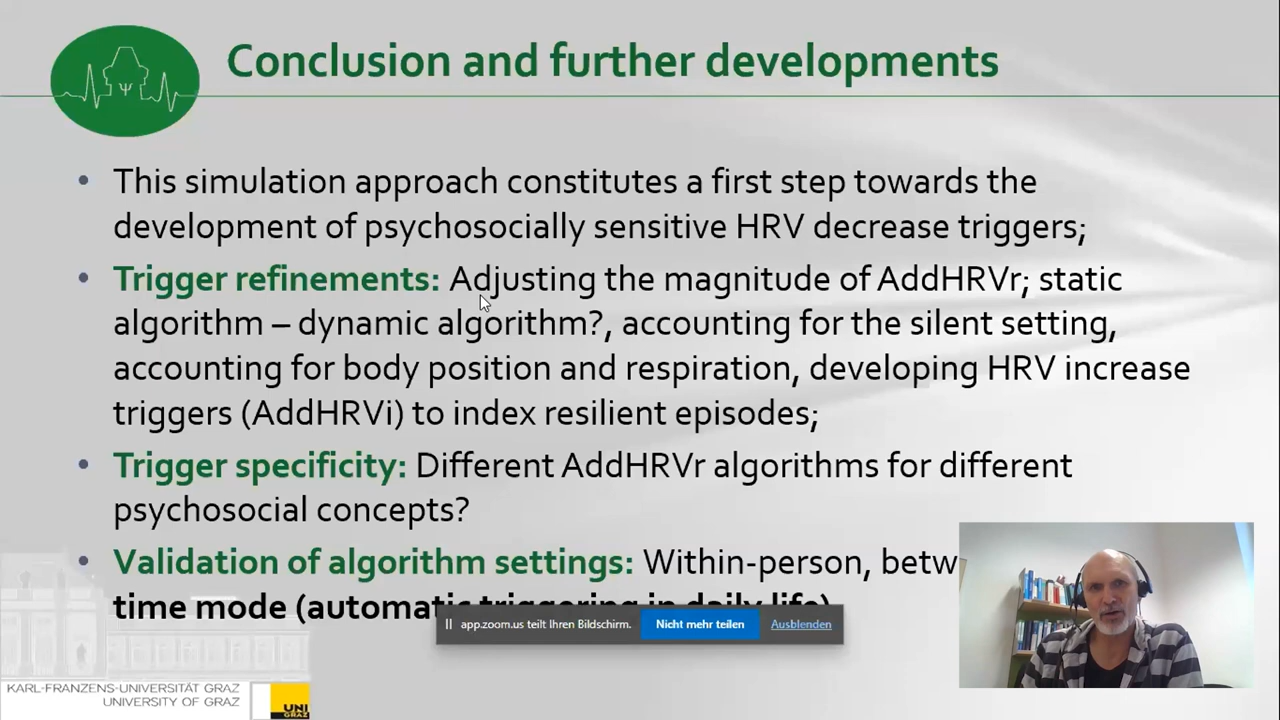 Conclusion and further developments
• This simulation approach constitutes a first step towards the
development of psychosocially sensitive HRV decrease triggers;
• Trigger refinements: Adjusting the magnitude of AddHRVr; static
algorithm – dynamic algorithm?, accounting for the silent setting,
accounting for body position and respiration, developing HRV increase
triggers (AddHRVi) to index resilient episodes;
• Trigger specificity: Different AddHRVr algorithms for different
psychosocial concepts?
• Validation of algorithm settings: Within-person, betw
time mode (automatic triggering in daily life)
app.zoom.us teilt Ihren Bildschirm.
Nicht mehr teilen
Ausblenden
KARL-FRANZENS-UNIVERSITÄT GRAZ
UNIVERSITY OF GRAZ
UNI
GRAZ